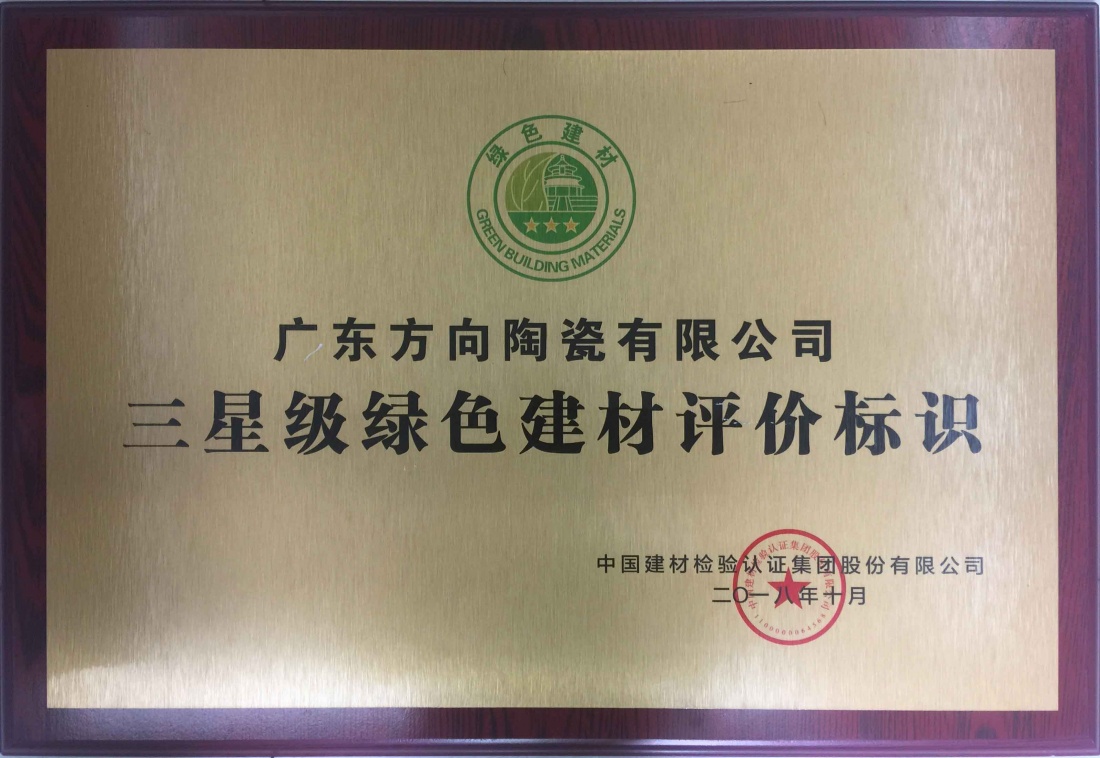 绿色建材
GREEN BUILDING MATERIALS
广东方向陶瓷有限公司
三星级绿色建材评价标识
中国建材检验认证集团股份有限公司
二〇一八年十月